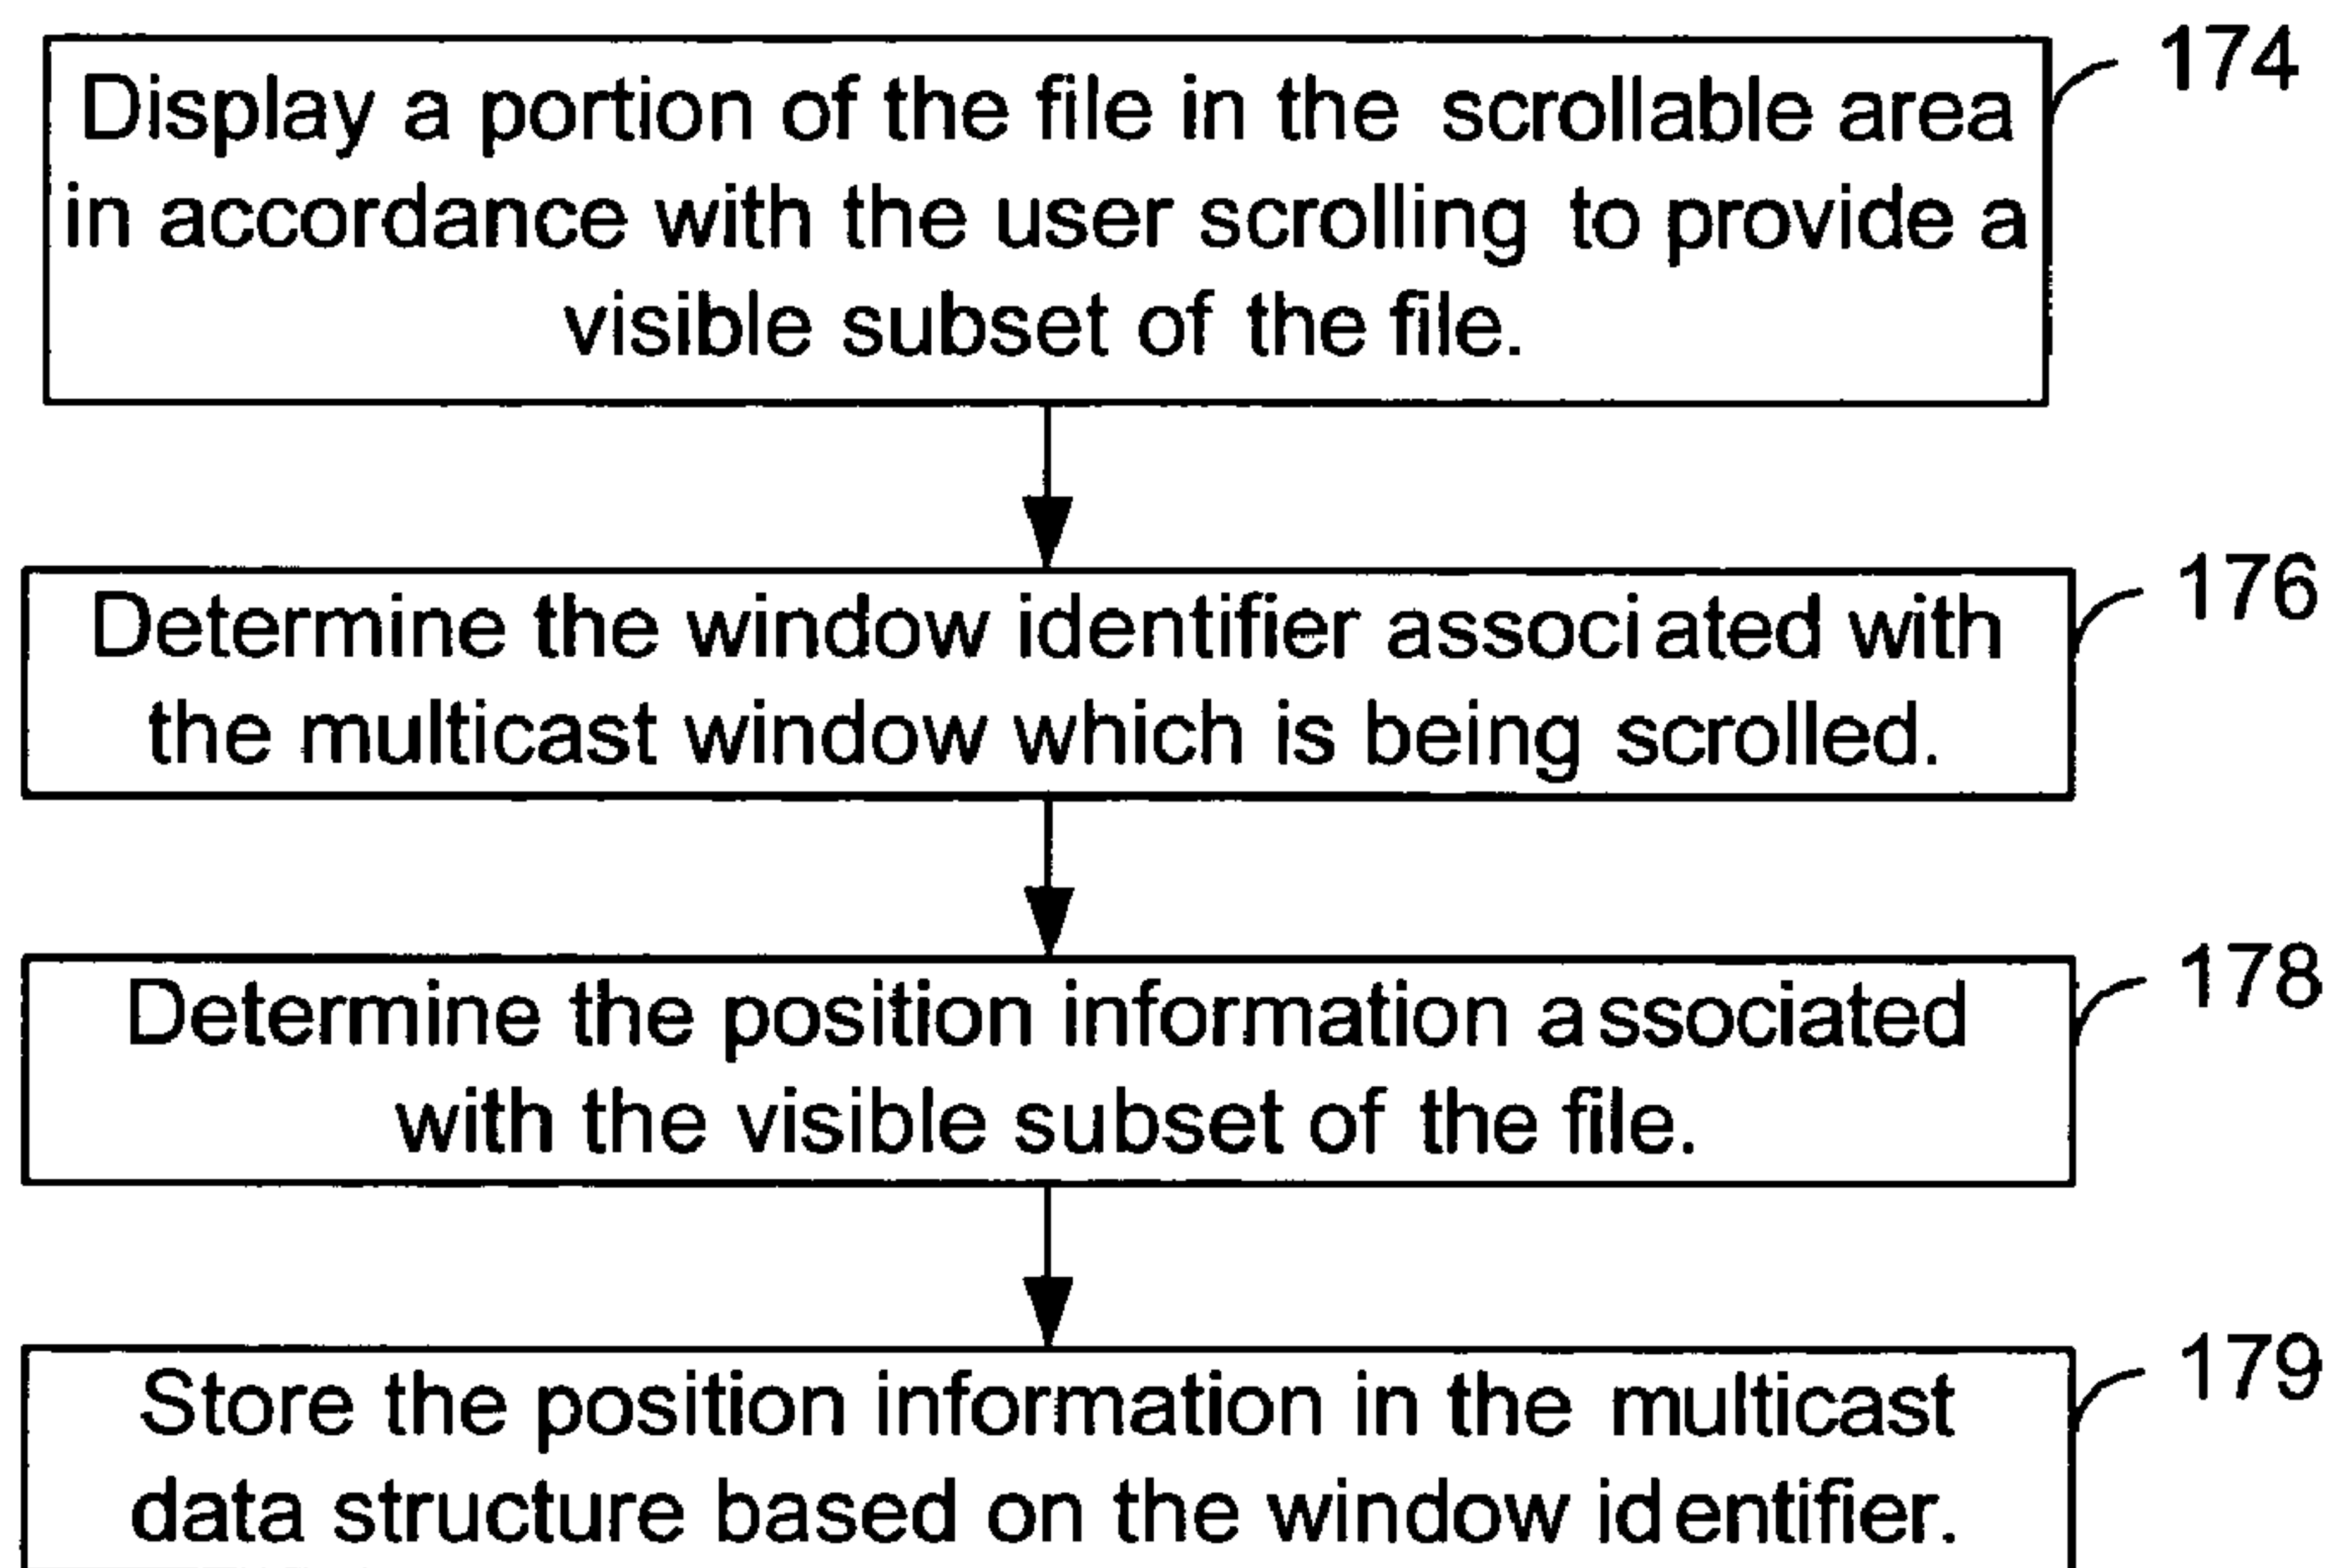 174
Display a portion of the file in the scrollable area
in accordance with the user scrolling to provide a
visible subset of the file.
176
Determine the window identifier associated with
the multicast window which is being scrolled.
178
Determine the position information associated
with the visible subset of the file.
179
Store the position information in the multicast
data structure based on the window identifier.